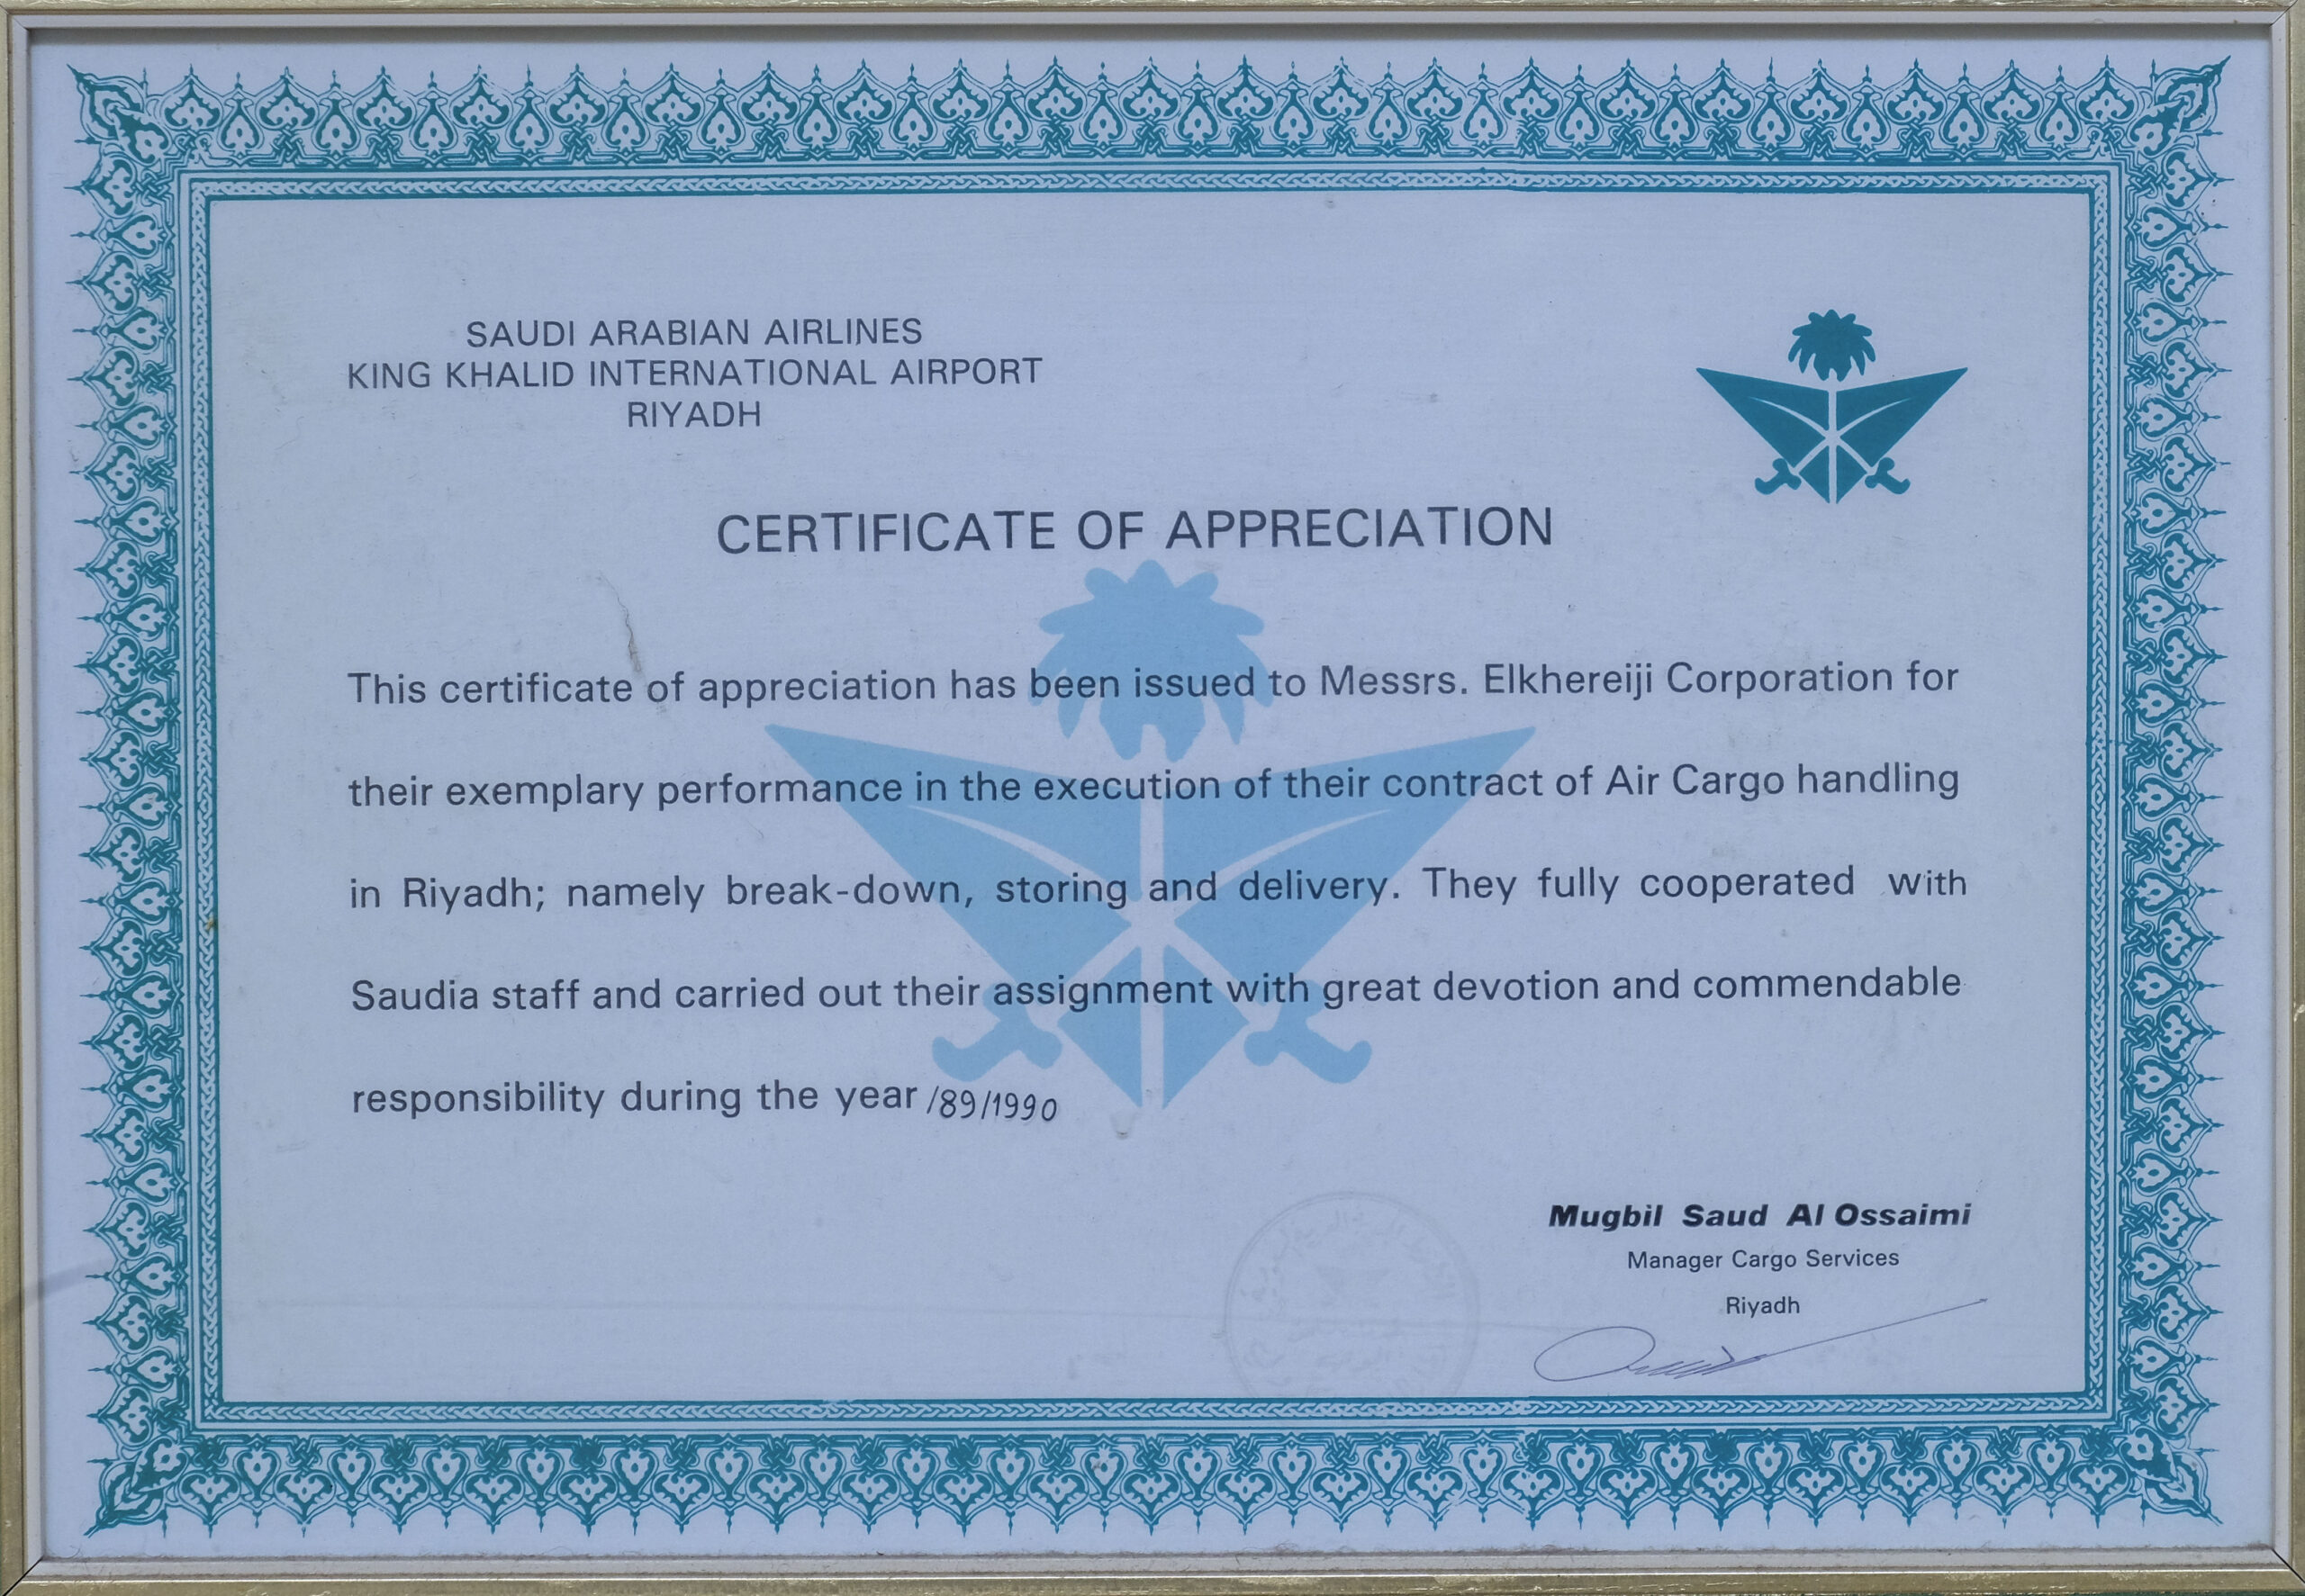 SAUDI ARABIAN AIRLINES
KING KHALID INTERNATIONAL AIRPORT
RIYADH
CERTIFICATE OF APPRECIATION
This certificate of appreciation has been issued to Messrs. Elkhereiji Corporation for
their exemplary performance in the execution of their contract of Air Cargo handling
in Riyadh; namely break-down, storing and delivery. They fully cooperated with
Saudia staff and carried out their assignment with great devotion and commendable
responsibility during the year /89/1990
Mugbil Saud Al Ossaimi
Manager Cargo Services
Riyadh